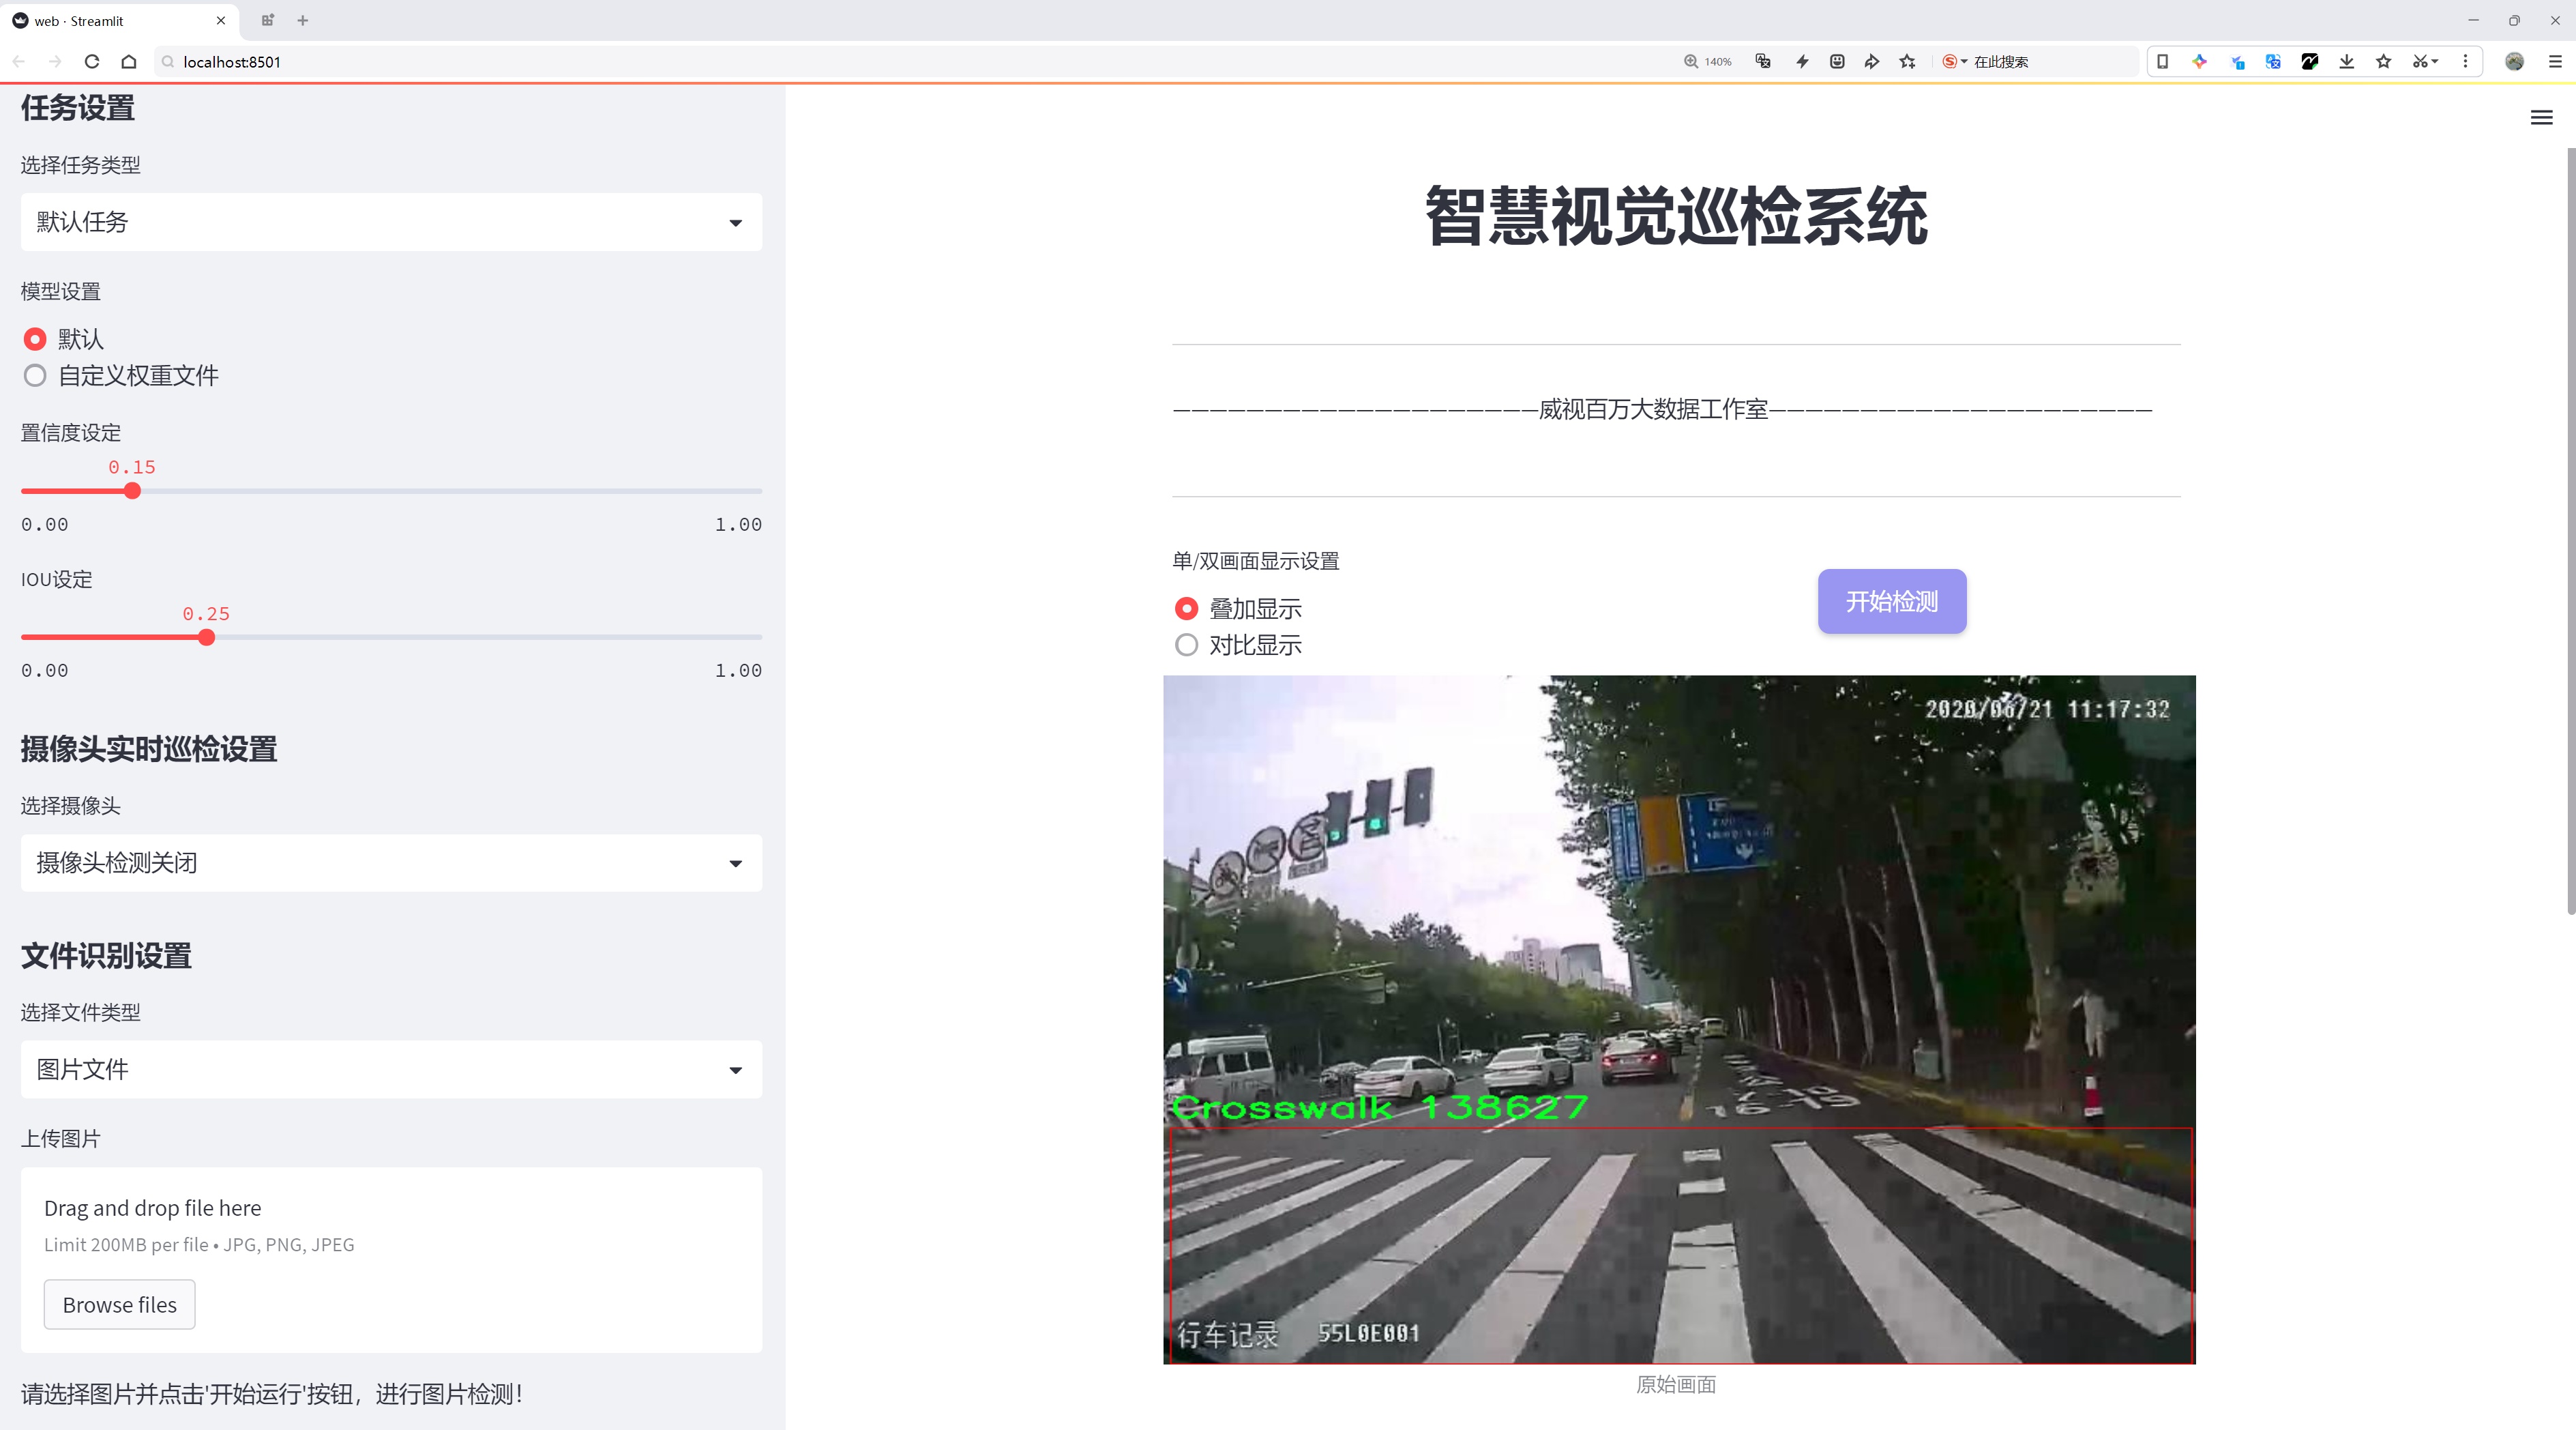 web · Streamlit
localhost:8501
140%
在此搜索
任务设置
选择任务类型
默认任务
模型设置
默认
自定义权重文件
置信度设定
0.15
0.00 1.00
IOU设定
0.25
0.00 1.00
摄像头实时巡检设置
选择摄像头
摄像头检测关闭
文件识别设置
选择文件类型
图片文件
上传图片
Drag and drop file here
Limit 200MB per file • JPG, PNG, JPEG
Browse files
请选择图片并点击'开始运行'按钮，进行图片检测！
智慧视觉巡检系统
————————————————————威视百万大数据工作室—————————————————————
单/双画面显示设置
叠加显示
对比显示
开始检测
2020/06/21 11:17:32
Crosswalk 138627
行车记录 55L0E001
原始画面